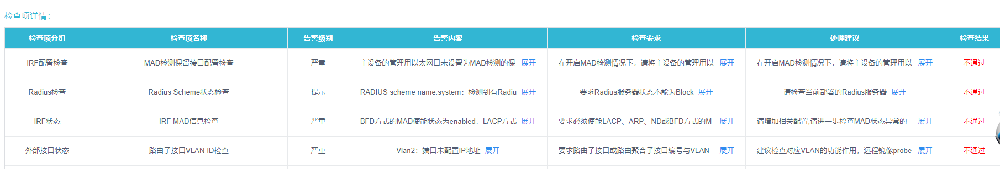 检查项详情：
检查项分组 检查项名称 告警级别 告警内容 检查要求 处理建议 检查结果
IRF配置检查 MAD检测保留接口配置检查 严重 主设备的管理用以太网口未设置为MAD检测的保 展开 在开启MAD检测情况下，请将主设备的管理用以 展开 在开启MAD检测情况下，请将主设备的管理用以 展开 不通过
Radius检查 Radius Scheme状态检查 提示 RADIUS scheme name:system：检测到有Radiu 展开 要求Radius服务器状态不能为Block 展开 请检查当前部署的Radius服务器 展开 不通过
IRF状态 IRF MAD信息检查 严重 BFD方式的MAD使能状态为enabled，LACP方式 展开 要求必须使能LACP、ARP、ND或BFD方式的M 展开 请增加相关配置,请进一步检查MAD状态异常的 展开 不通过
外部接口状态 路由子接口VLAN ID检查 严重 Vlan2：端口未配置IP地址 展开 要求路由子接口或路由聚合子接口编号与VLAN 展开 建议检查对应VLAN的功能作用，远程镜像probe 展开 不通过